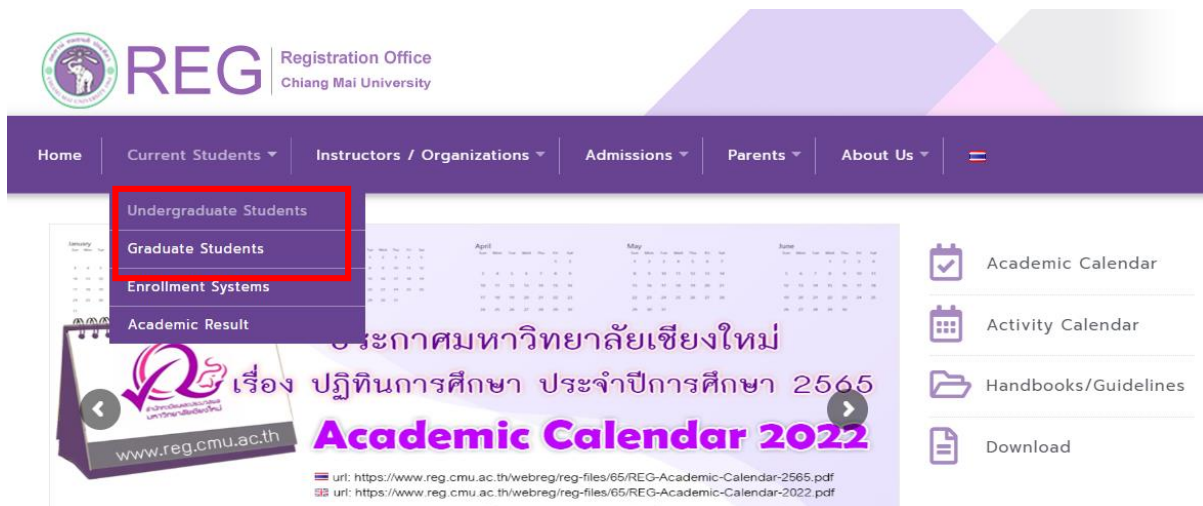 REG
Registration Office
Chiang Mai University
Home
Current Students
Instructors / Organizations
Admissions
Parents
About Us
Undergraduate Students
Graduate Students
Enrollment Systems
Academic Result
January
April
May
June
ประกาศมหาวิทยาลัยเชียงใหม่
เรื่อง ปฏิทินการศึกษา ประจำปีการศึกษา 2565
Academic Calendar 2022
www.reg.cmu.ac.th
url: https://www.reg.cmu.ac.th/webreg/reg-files/65/REG-Academic-Calendar-2565.pdf
url: https://www.reg.cmu.ac.th/webreg/reg-files/65/REG-Academic-Calendar-2022.pdf
Academic Calendar
Activity Calendar
Handbooks/Guidelines
Download